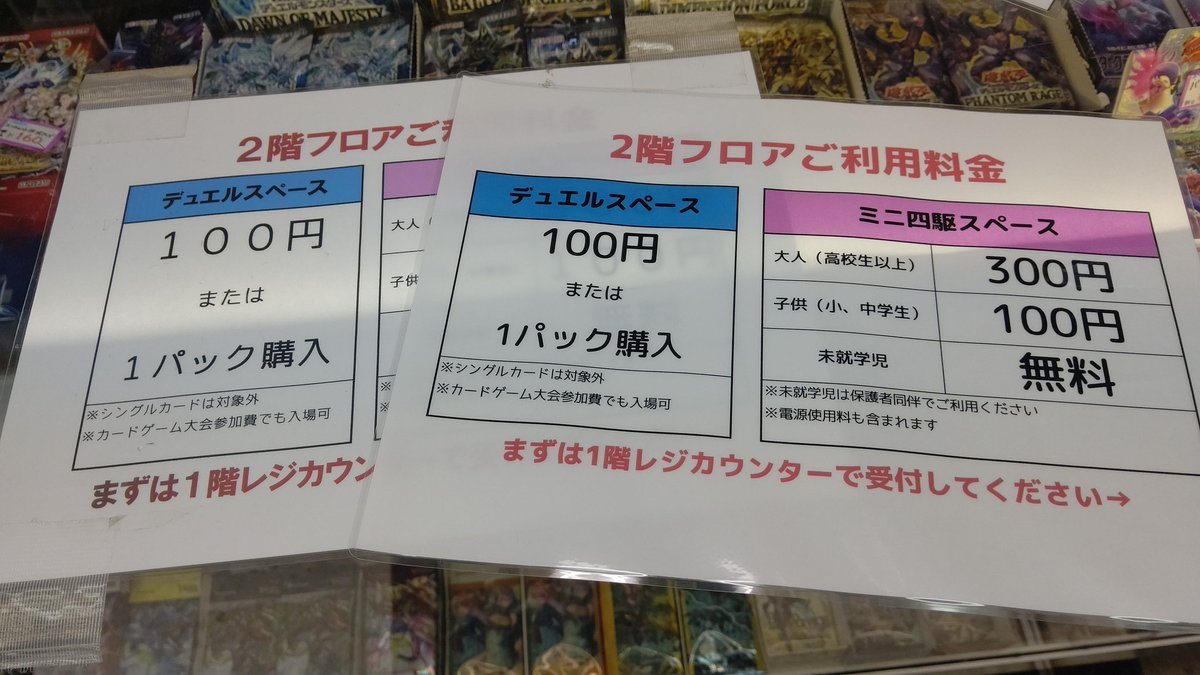 DAWN OF MAJESTY
DIMENSION FORCE
PHANTOM RAGE
2階フロアご利用料金
デュエルスペース
100円
または
1パック購入
※シングルカードは対象外
※カードゲーム大会参加費でも入場可
ミニ四駆スペース
大人（高校生以上）
300円
子供（小、中学生）
100円
未就学児
無料
※未就学児は保護者同伴でご利用ください
※電源使用料も含まれます
まずは1階レジカウンターで受付してください→
２階フロアご
デュエルスペース
１００円
または
１パック購入
※シングルカードは対象外
※カードゲーム大会参加費でも入場可
大人
子供
まずは１階レジカウン